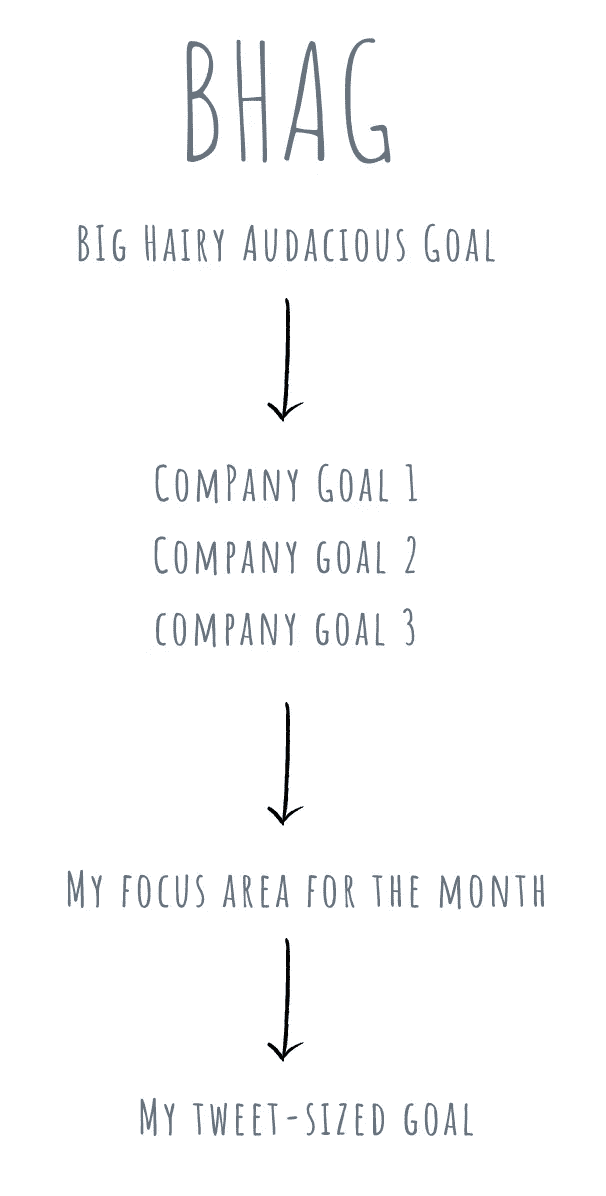 BHAG
BIG HAIRY AUDACIOUS GOAL
COMPANY GOAL 1
COMPANY GOAL 2
COMPANY GOAL 3
MY FOCUS AREA FOR THE MONTH
MY TWEET-SIZED GOAL